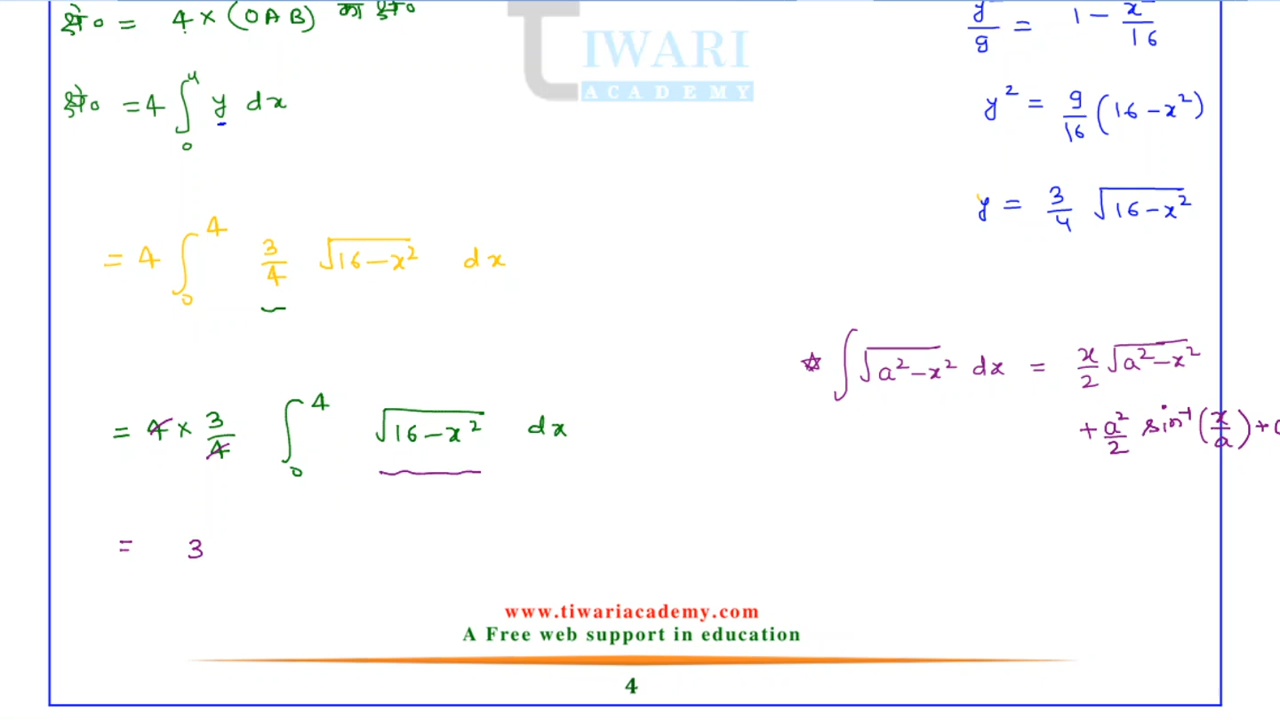 क्षे० = 4 × (OAB) का क्षे०
y²/9 = 1 − x²/16
TIWARI
ACADEMY
क्षे० = 4 ∫₀⁴ y dx
y² = 9/16 (16 − x²)
y = 3/4 √(16 − x²)
= 4 ∫₀⁴ 3/4 √(16 − x²) dx
☆ ∫ √(a² − x²) dx = x/2 √(a² − x²)
+ a²/2 sin⁻¹(x/a) + c
= 4 × 3/4 ∫₀⁴ √(16 − x²) dx
= 3
www.tiwariacademy.com
A Free web support in education
4